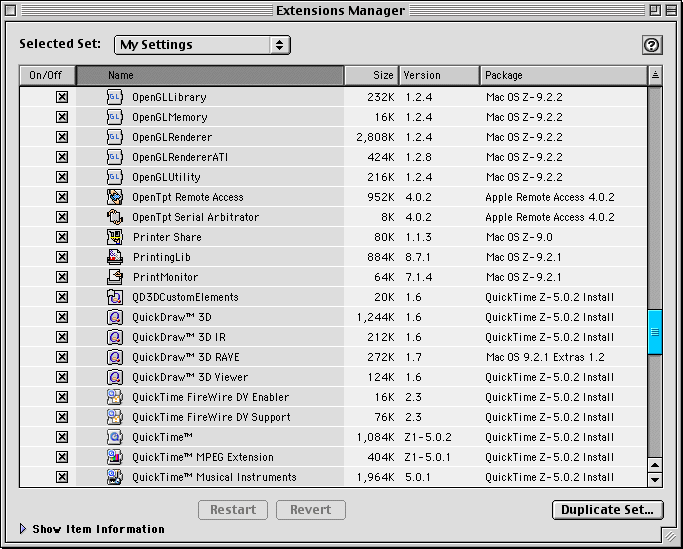 Extensions Manager
Selected Set: My Settings
?
On/Off Name Size Version Package
GL OpenGLLibrary 232K 1.2.4 Mac OS Z-9.2.2
GL OpenGLMemory 16K 1.2.4 Mac OS Z-9.2.2
GL OpenGLRenderer 2,808K 1.2.4 Mac OS Z-9.2.2
GL OpenGLRendererATI 424K 1.2.8 Mac OS Z-9.2.2
GL OpenGLUtility 216K 1.2.4 Mac OS Z-9.2.2
OpenTpt Remote Access 952K 4.0.2 Apple Remote Access 4.0.2
OpenTpt Serial Arbitrator 8K 4.0.2 Apple Remote Access 4.0.2
Printer Share 80K 1.1.3 Mac OS Z-9.0
PrintingLib 884K 8.7.1 Mac OS Z-9.2.1
PrintMonitor 64K 7.1.4 Mac OS Z-9.2.1
QD3DCustomElements 20K 1.6 QuickTime Z-5.0.2 Install
QuickDraw™ 3D 1,244K 1.6 QuickTime Z-5.0.2 Install
QuickDraw™ 3D IR 212K 1.6 QuickTime Z-5.0.2 Install
QuickDraw™ 3D RAVE 272K 1.7 Mac OS 9.2.1 Extras 1.2
QuickDraw™ 3D Viewer 124K 1.6 QuickTime Z-5.0.2 Install
QuickTime FireWire DV Enabler 16K 2.3 QuickTime Z-5.0.2 Install
QuickTime FireWire DV Support 76K 2.3 QuickTime Z-5.0.2 Install
QuickTime™ 1,084K Z1-5.0.2 QuickTime Z-5.0.2 Install
QuickTime™ MPEG Extension 404K Z1-5.0.1 QuickTime Z-5.0.2 Install
QuickTime™ Musical Instruments 1,964K 5.0.1 QuickTime Z-5.0.2 Install
Restart Revert Duplicate Set...
Show Item Information